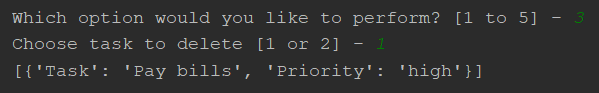 Which option would you like to perform? [1 to 5] - 3
Choose task to delete [1 or 2] - 1
[{'Task': 'Pay bills', 'Priority': 'high'}]